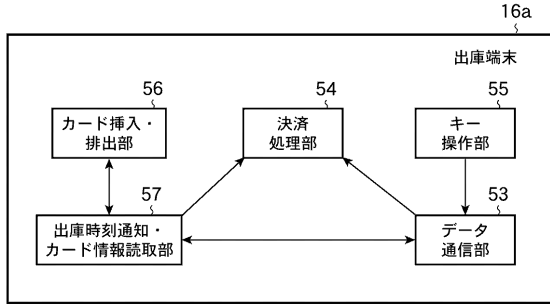 16a
出庫端末
56
54
55
カード挿入・
排出部
決済
処理部
キー
操作部
57
53
出庫時刻通知・
カード情報読取部
データ
通信部